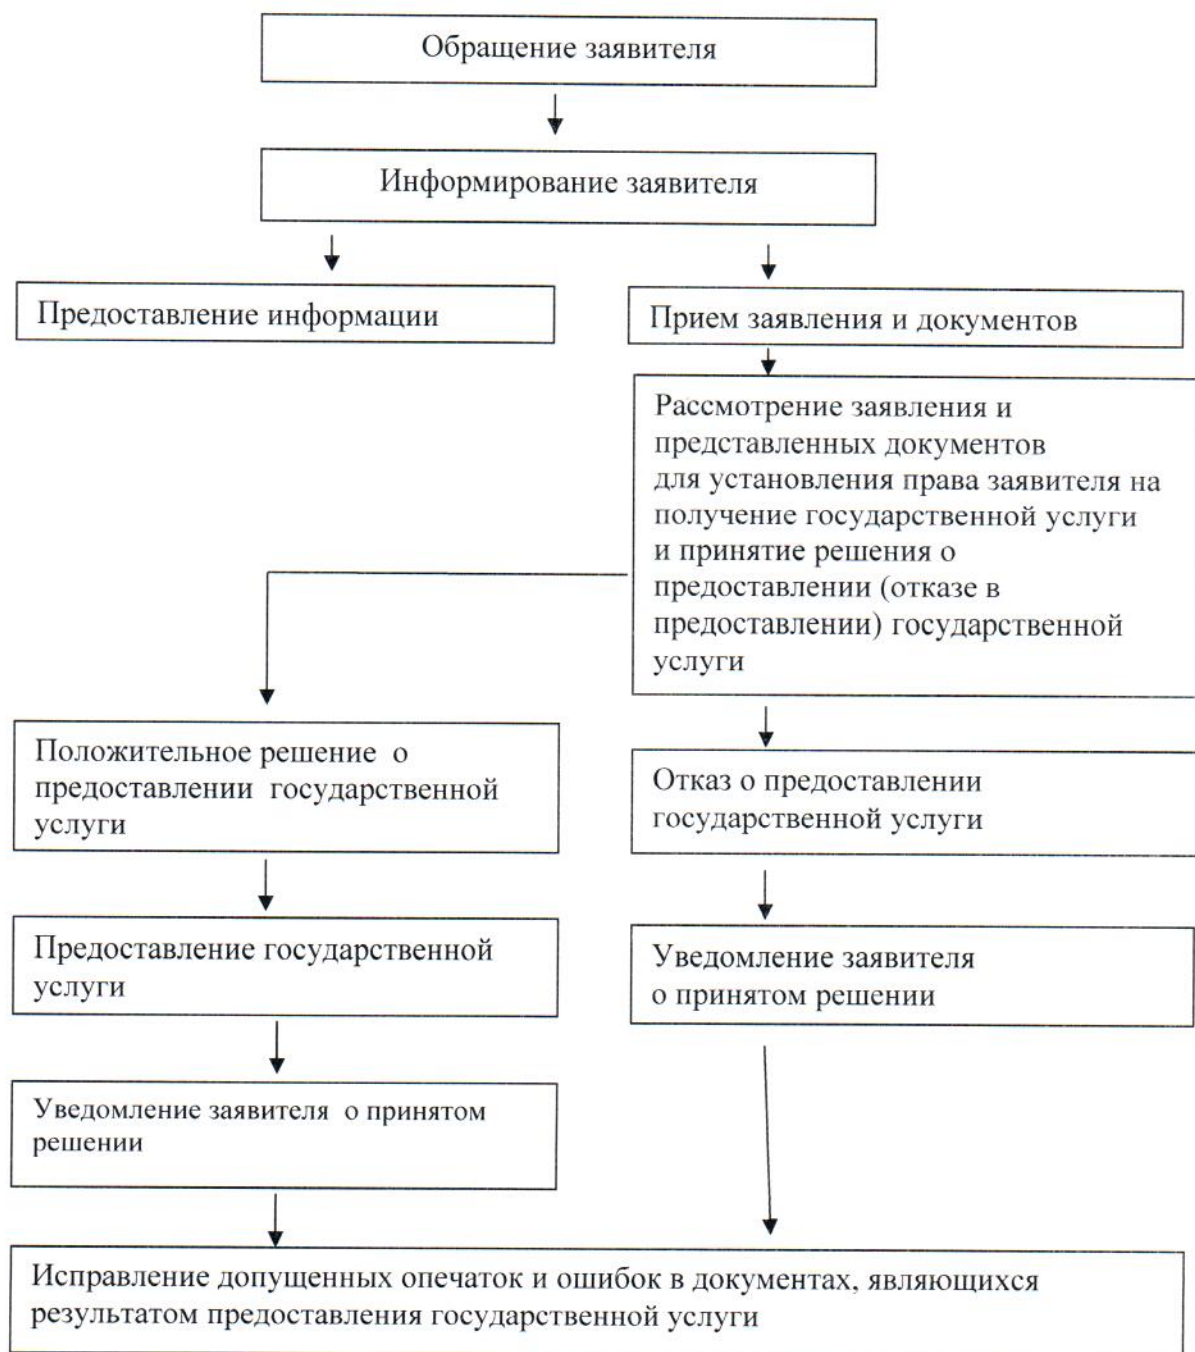 Обращение заявителя
Информирование заявителя
Предоставление информации
Прием заявления и документов
Рассмотрение заявления и
представленных документов
для установления права заявителя на
получение государственной услуги
и принятие решения о
предоставлении (отказе в
предоставлении) государственной
услуги
Положительное решение о
предоставлении государственной
услуги
Отказ о предоставлении
государственной услуги
Предоставление государственной
услуги
Уведомление заявителя
о принятом решении
Уведомление заявителя о принятом
решении
Исправление допущенных опечаток и ошибок в документах, являющихся
результатом предоставления государственной услуги